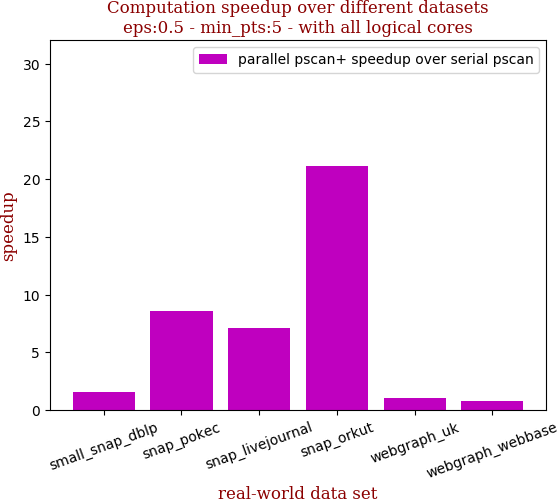 Computation speedup over different datasets
eps:0.5 - min_pts:5 - with all logical cores
parallel pscan+ speedup over serial pscan
speedup
30
25
20
15
10
5
0
small_snap_dblp
snap_pokec
snap_livejournal
snap_orkut
webgraph_uk
webgraph_webbase
real-world data set